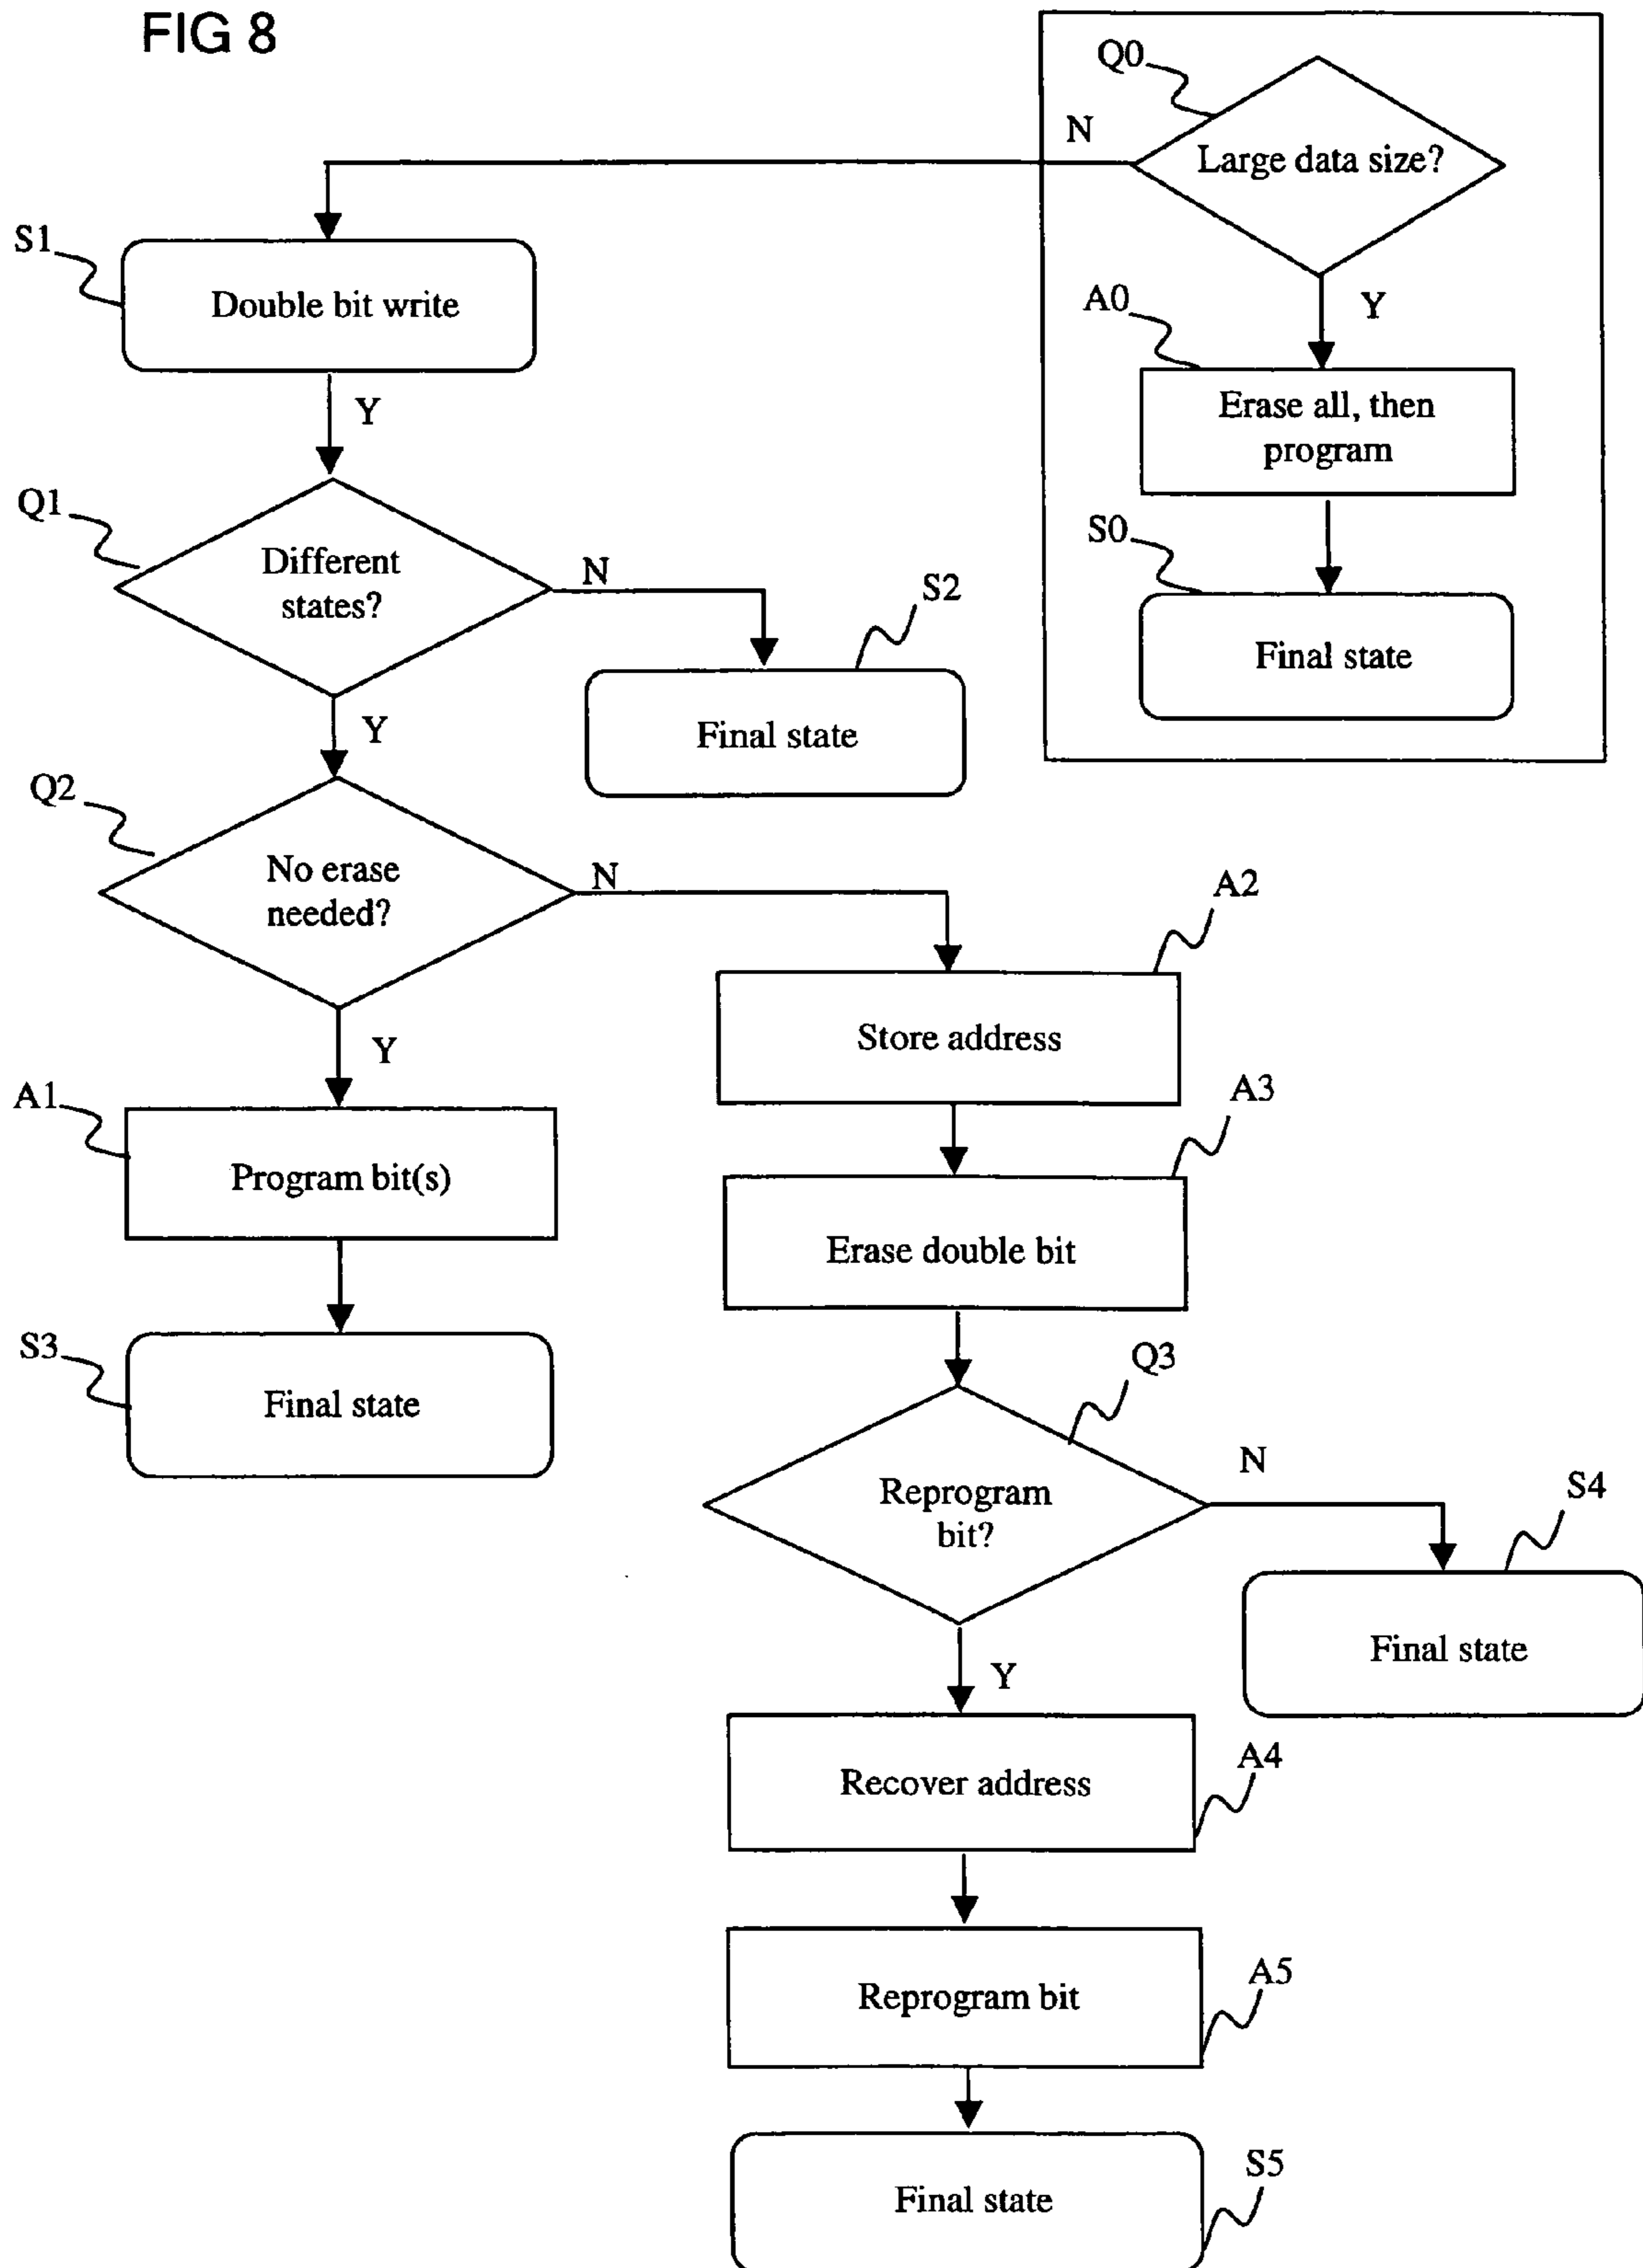 FIG 8
Q0
N
Large data size?
S1
Double bit write
A0
Y
Erase all, then
program
Y
Q1
Different
states?
N
S0
S2
Final state
Final state
Y
Q2
No erase
needed?
N
A2
Store address
Y
A1
A3
Program bit(s)
Erase double bit
S3
Q3
Final state
N
Reprogram
bit?
S4
Final state
Y
A4
Recover address
A5
Reprogram bit
S5
Final state